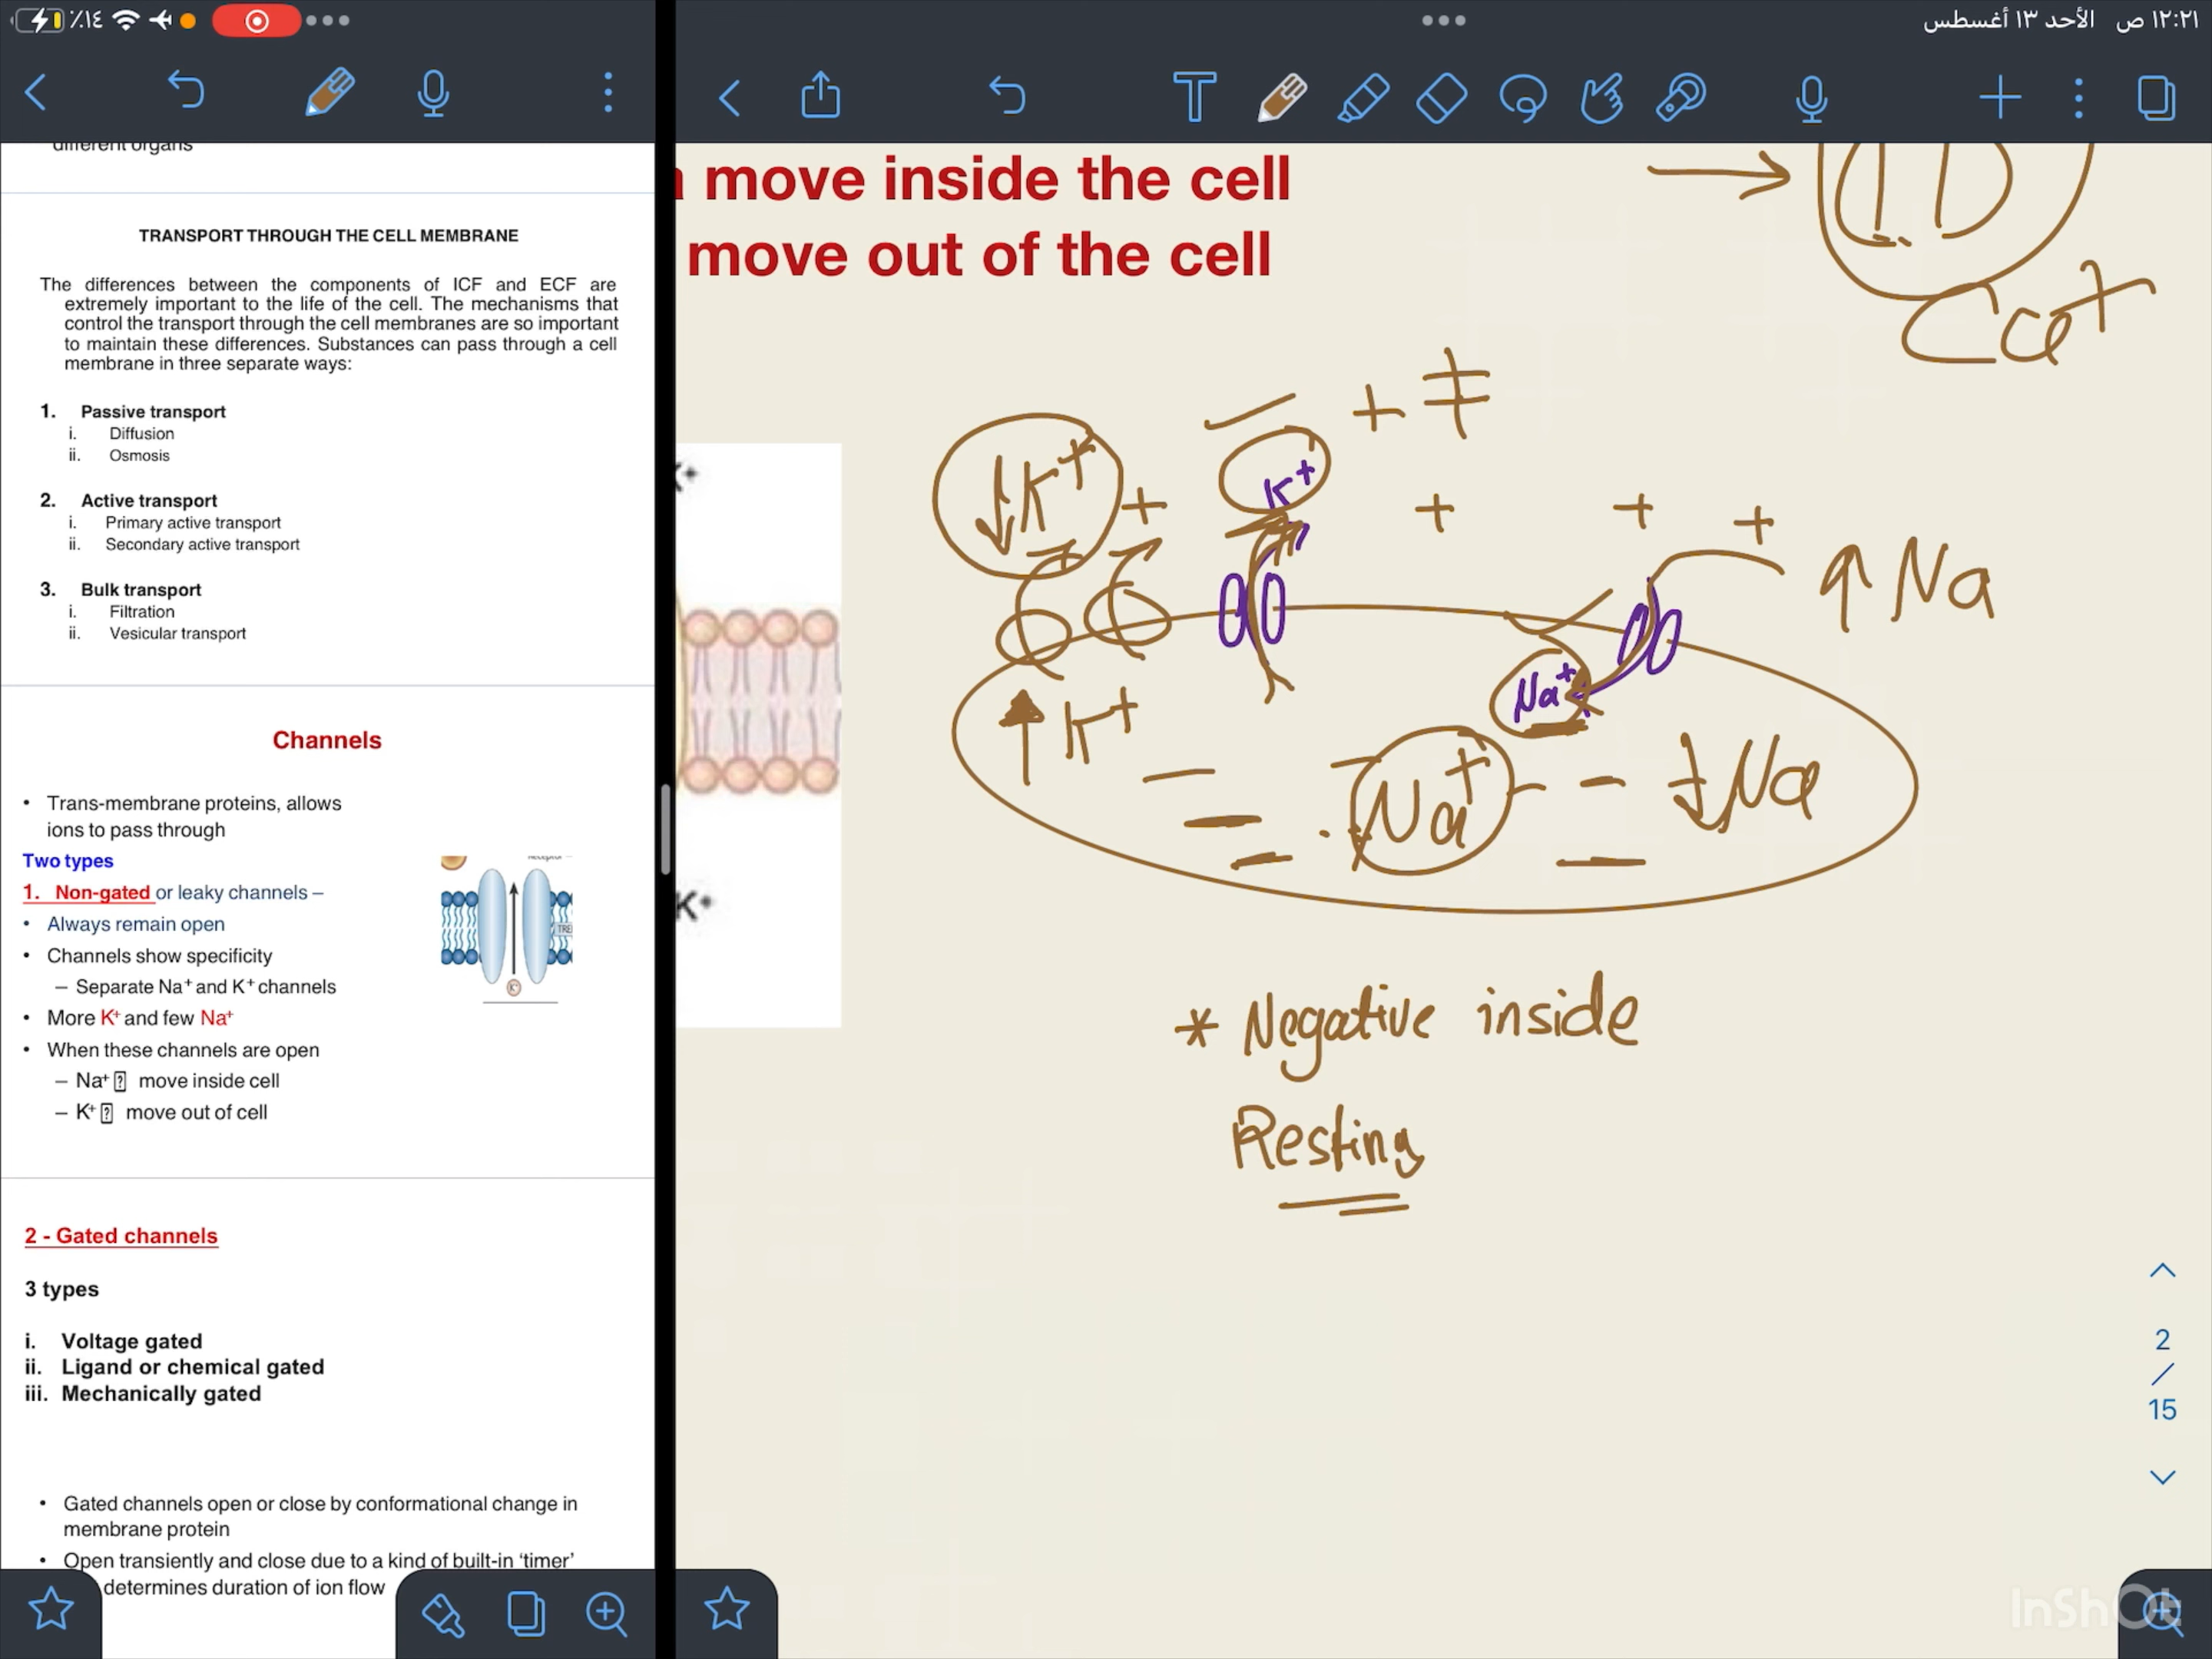 ٪١٤
١٢:٢١ ص الأحد ١٣ أغسطس
different organs
TRANSPORT THROUGH THE CELL MEMBRANE
The differences between the components of ICF and ECF are
extremely important to the life of the cell. The mechanisms that
control the transport through the cell membranes are so important
to maintain these differences. Substances can pass through a cell
membrane in three separate ways:
1. Passive transport
i. Diffusion
ii. Osmosis
2. Active transport
i. Primary active transport
ii. Secondary active transport
3. Bulk transport
i. Filtration
ii. Vesicular transport
Channels
• Trans-membrane proteins, allows
ions to pass through
Two types
1. Non-gated or leaky channels –
• Always remain open
• Channels show specificity
– Separate Na+ and K+ channels
• More K+ and few Na+
• When these channels are open
– Na+ move inside cell
– K+ move out of cell
2 - Gated channels
3 types
i. Voltage gated
ii. Ligand or chemical gated
iii. Mechanically gated
• Gated channels open or close by conformational change in
membrane protein
• Open transiently and close due to a kind of built-in ‘timer’
determines duration of ion flow
move inside the cell
move out of the cell
Ca+
↓K+ + K+ + + + +
↑ Na
Na+
↑ K+ Na+ ↓Na
K+
* Negative inside
Resting
2
/
15
InShOt